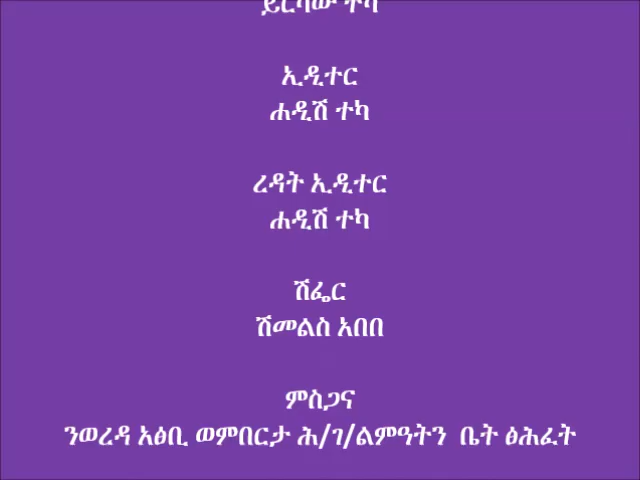 ኢዲተር
ሐዲሽ ተካ
ረዳት ኢዲተር
ሐዲሽ ተካ
ሽፌር
ሽመልስ አበበ
ምስጋና
ንወረዳ አፅቢ ወምበርታ ሕ/ገ/ልምዓትን ቤት ፅሕፈት